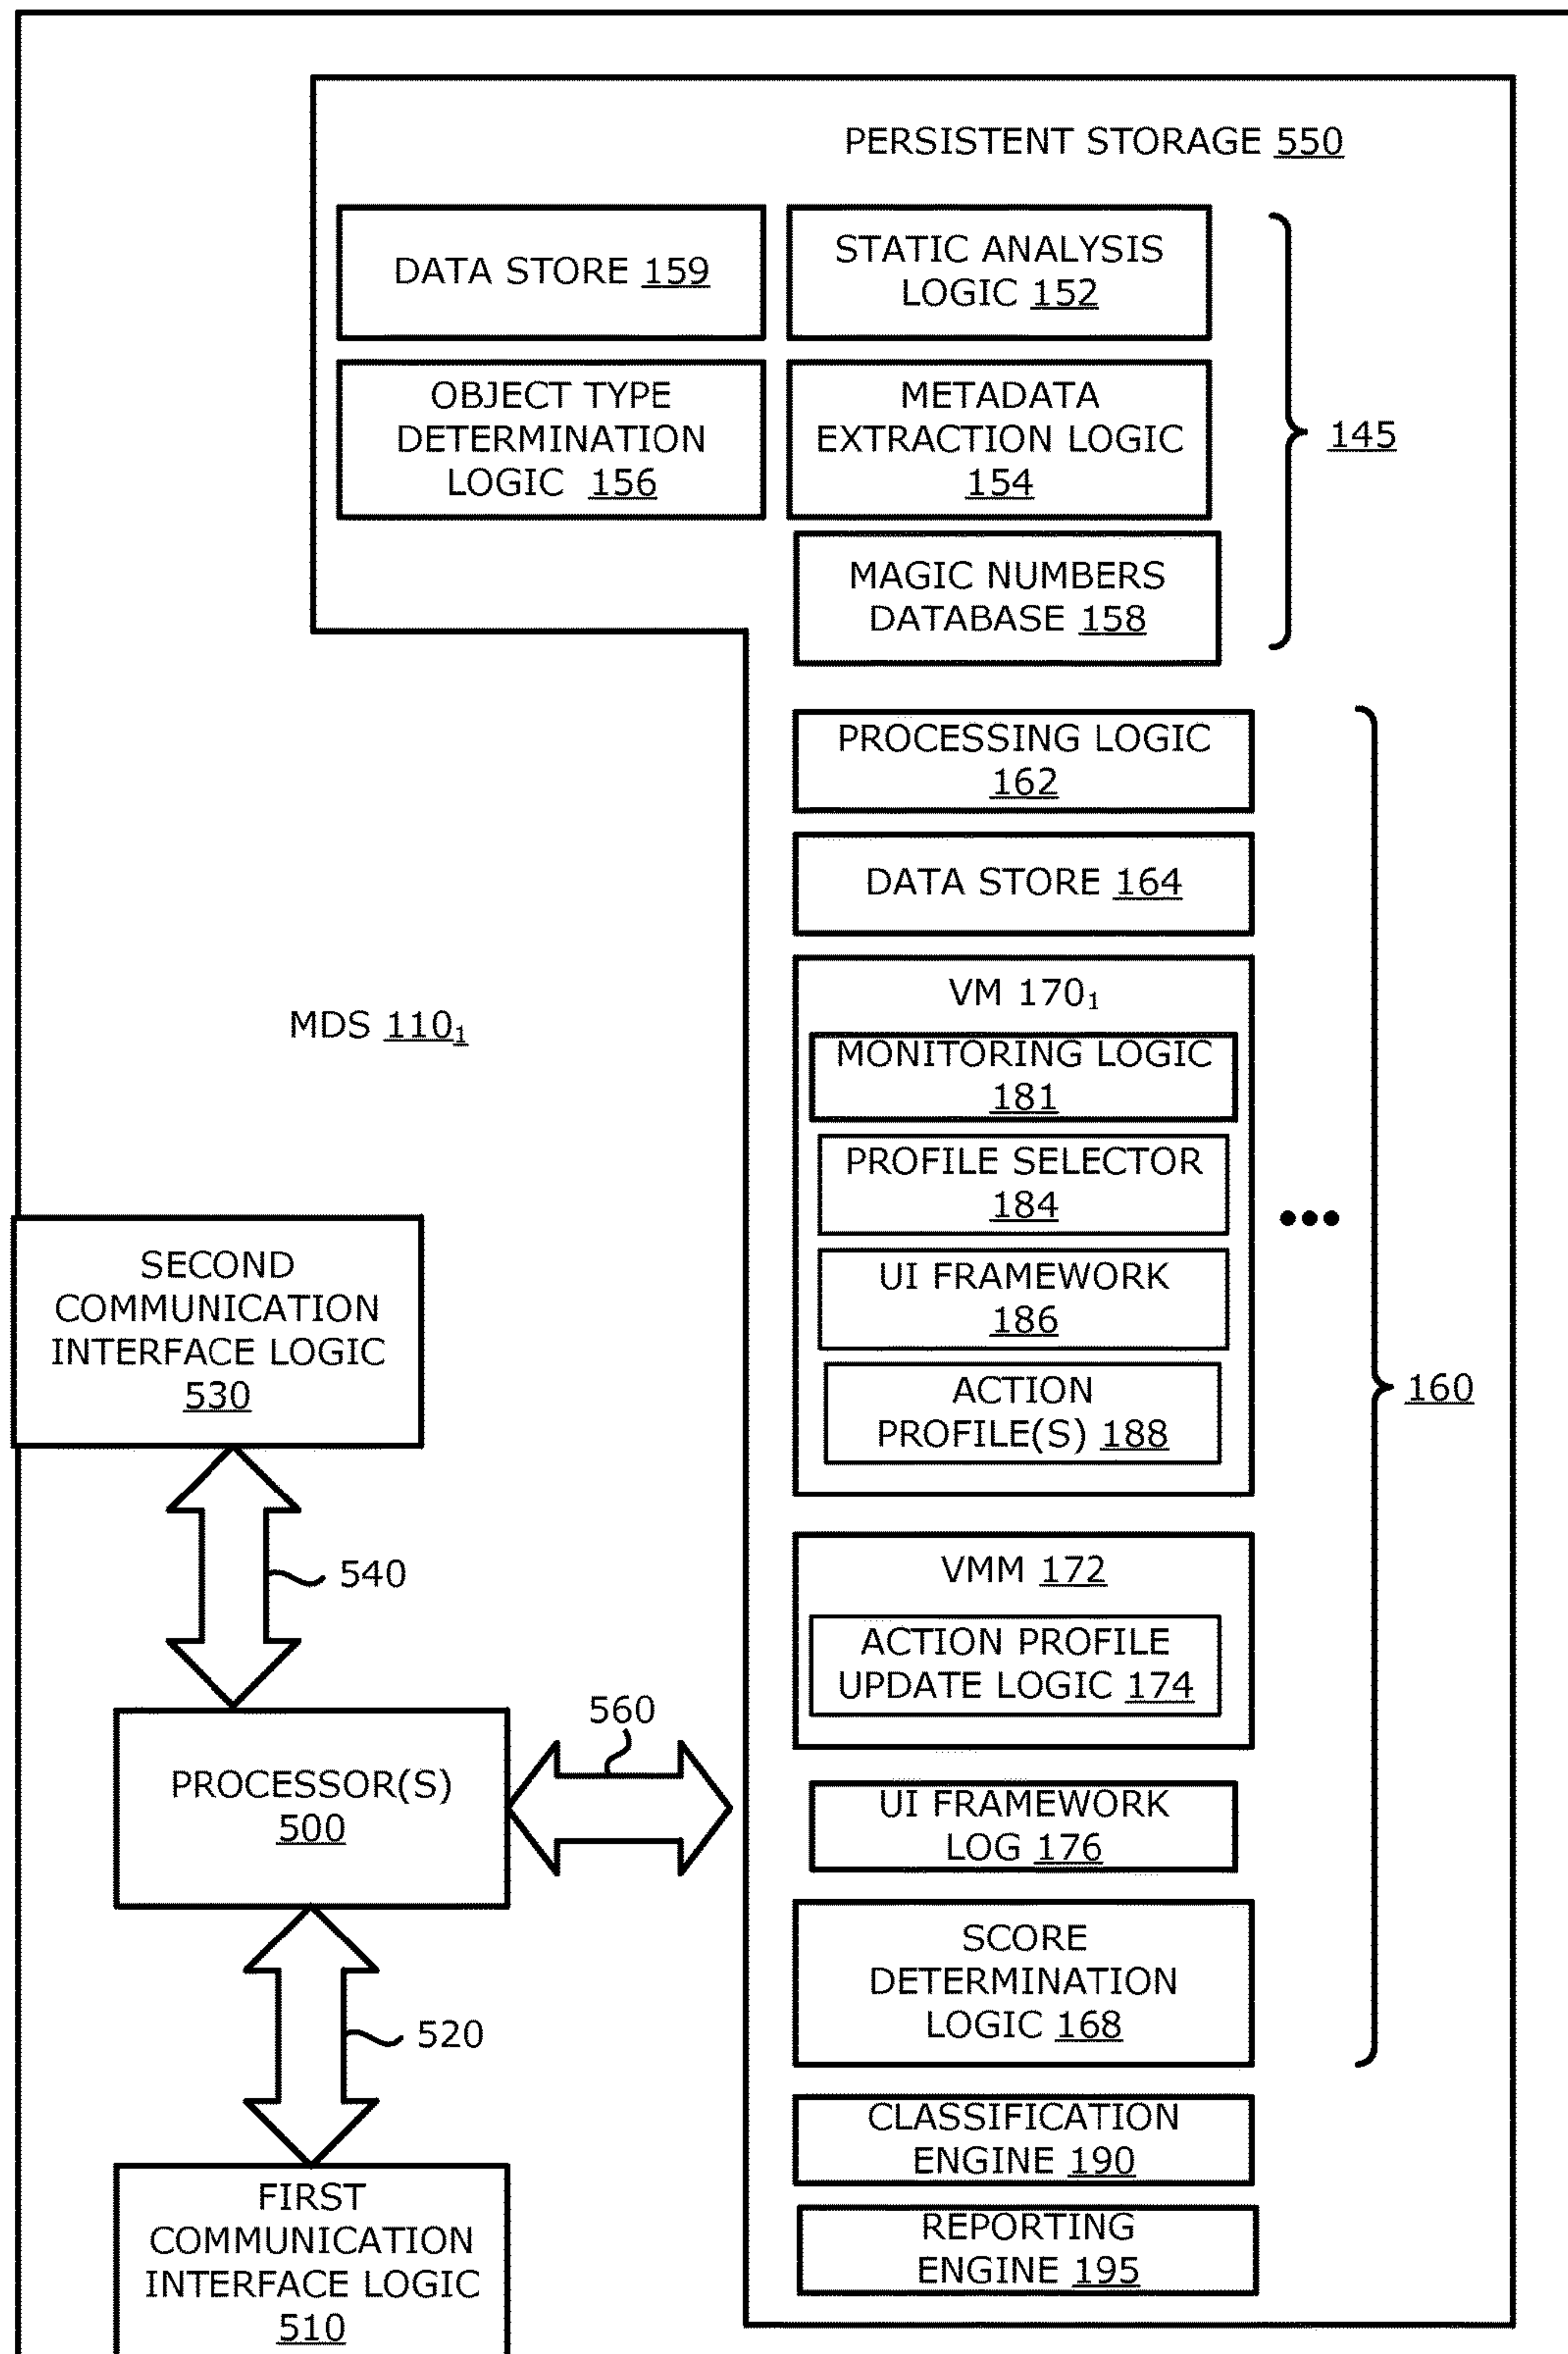 PERSISTENT STORAGE 550
DATA STORE 159
STATIC ANALYSIS
LOGIC 152
OBJECT TYPE
DETERMINATION
LOGIC 156
METADATA
EXTRACTION LOGIC
154
MAGIC NUMBERS
DATABASE 158
145
PROCESSING LOGIC
162
DATA STORE 164
VM 170₁
MONITORING LOGIC
181
PROFILE SELECTOR
184
UI FRAMEWORK
186
ACTION
PROFILE(S) 188
•••
160
VMM 172
ACTION PROFILE
UPDATE LOGIC 174
UI FRAMEWORK
LOG 176
SCORE
DETERMINATION
LOGIC 168
CLASSIFICATION
ENGINE 190
REPORTING
ENGINE 195
MDS 110₁
SECOND
COMMUNICATION
INTERFACE LOGIC
530
540
PROCESSOR(S)
500
560
520
FIRST
COMMUNICATION
INTERFACE LOGIC
510